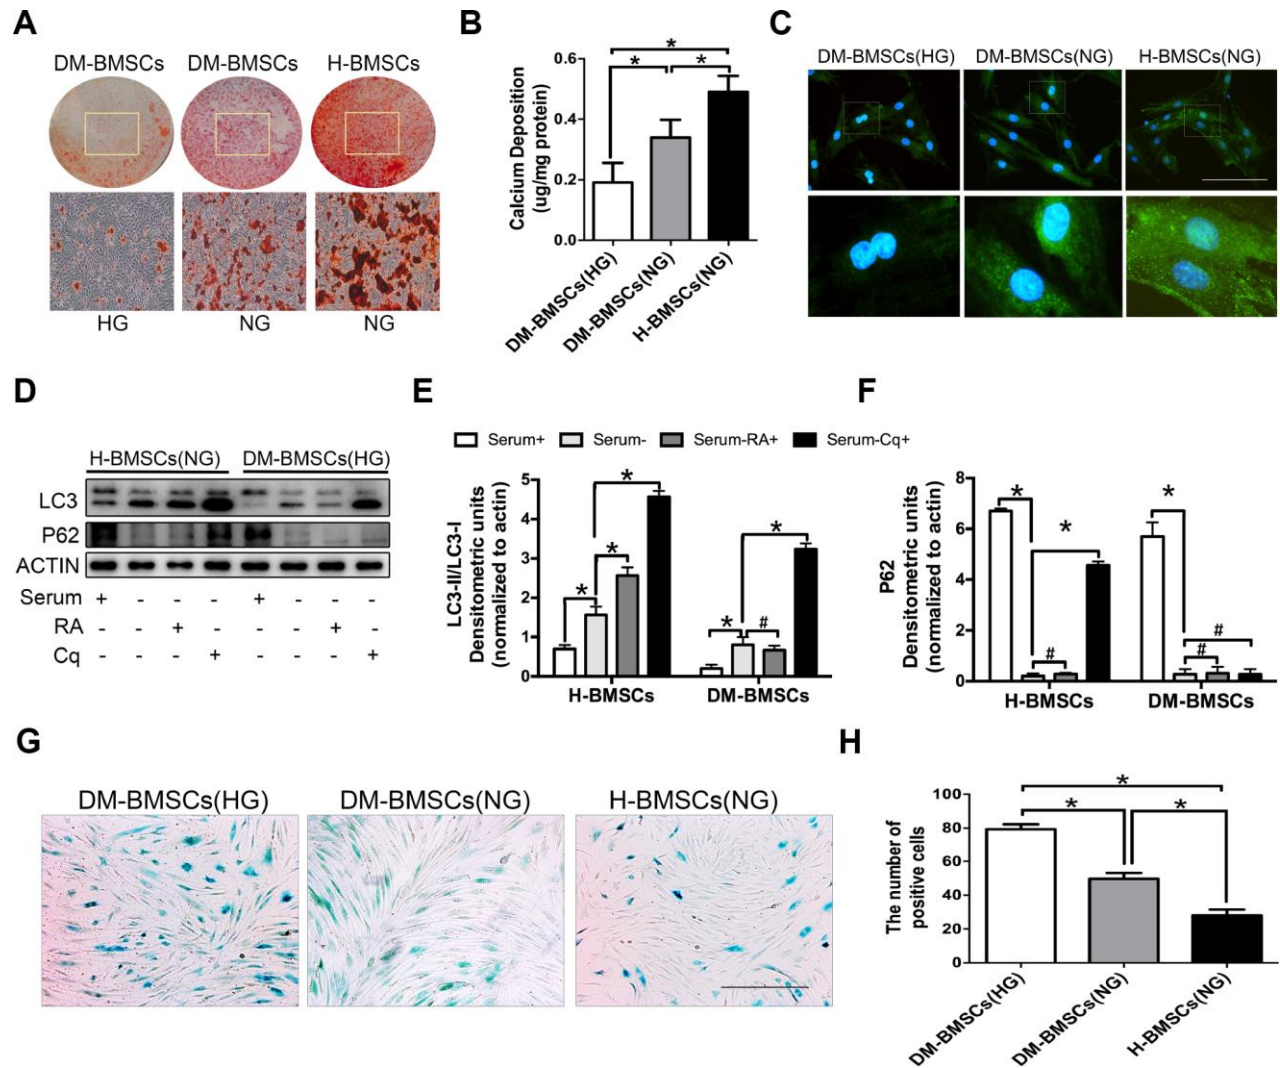 A
DM-BMSCs DM-BMSCs H-BMSCs
HG NG NG
B
Calcium Deposition
(ug/mg protein)
0.6
0.4
0.2
0.0
* * *
DM-BMSCs(HG)
DM-BMSCs(NG)
H-BMSCs(NG)
C
DM-BMSCs(HG) DM-BMSCs(NG) H-BMSCs(NG)
D
H-BMSCs(NG) DM-BMSCs(HG)
LC3
P62
ACTIN
Serum + - - - + - - -
RA - - + - - - + -
Cq - - - + - - - +
E
Serum+ Serum- Serum-RA+ Serum-Cq+
LC3-II/LC3-I
Densitometric units
(normalized to actin)
5
4
3
2
1
0
* * * * # *
H-BMSCs DM-BMSCs
F
P62
Densitometric units
(normalized to actin)
8
6
4
2
0
* # * * # #
H-BMSCs DM-BMSCs
G
DM-BMSCs(HG) DM-BMSCs(NG) H-BMSCs(NG)
H
The number of
positive cells
100
80
60
40
20
0
* * *
DM-BMSCs(HG)
DM-BMSCs(NG)
H-BMSCs(NG)